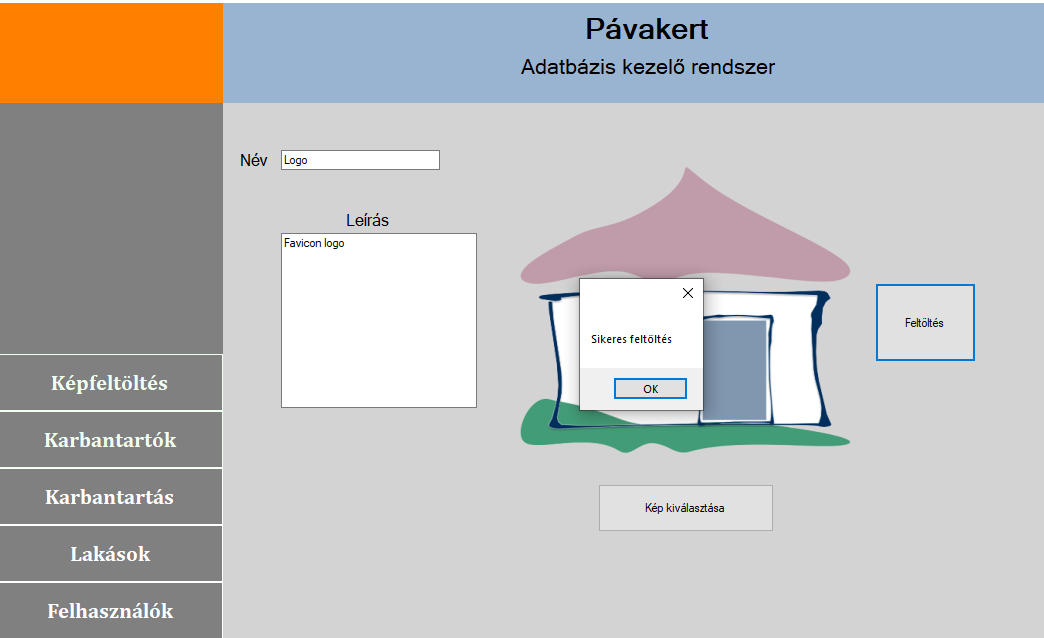 Pávakert
Adatbázis kezelő rendszer
Név
Logo
Leírás
Favicon logo
Sikeres feltöltés
OK
Feltöltés
Kép kiválasztása
Képfeltöltés
Karbantartók
Karbantartás
Lakások
Felhasználók